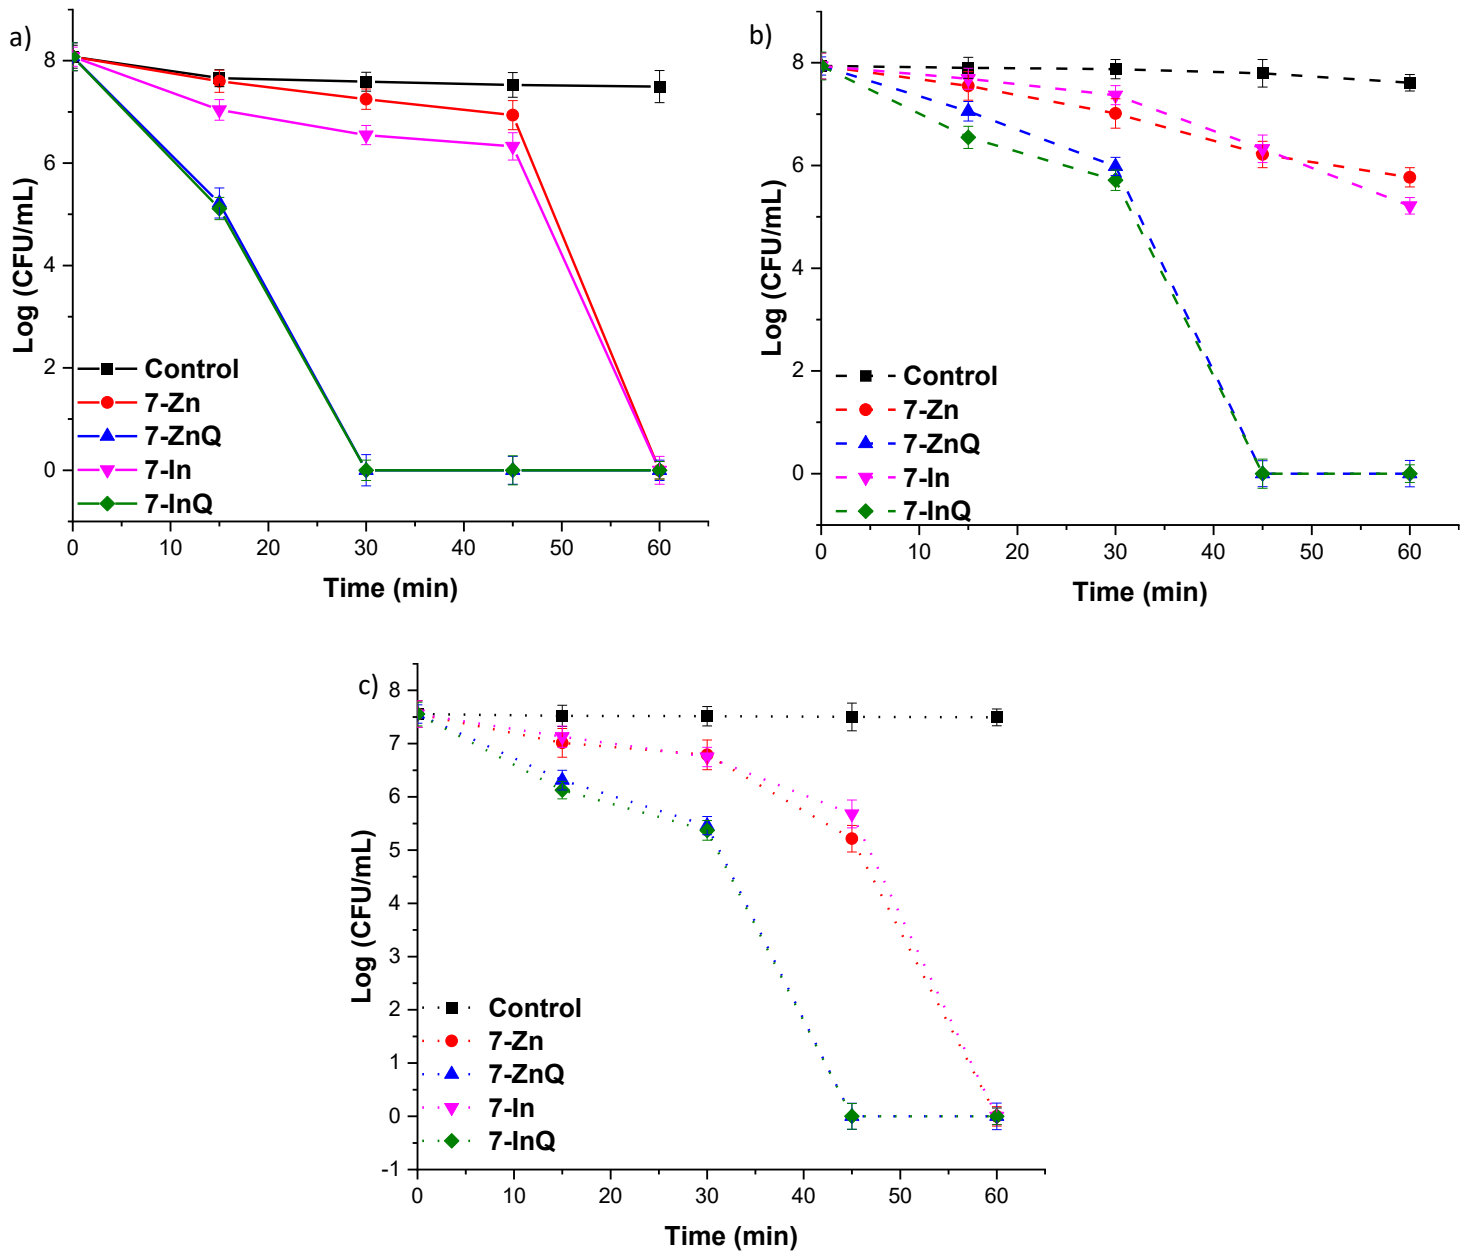 a)
Log (CFU/mL)
8
6
4
2
0
Control
7-Zn
7-ZnQ
7-In
7-InQ
0 10 20 30 40 50 60
Time (min)
b)
Log (CFU/mL)
8
6
4
2
0
Control
7-Zn
7-ZnQ
7-In
7-InQ
0 10 20 30 40 50 60
Time (min)
c)
Log (CFU/mL)
8
7
6
5
4
3
2
1
0
-1
Control
7-Zn
7-ZnQ
7-In
7-InQ
0 10 20 30 40 50 60
Time (min)